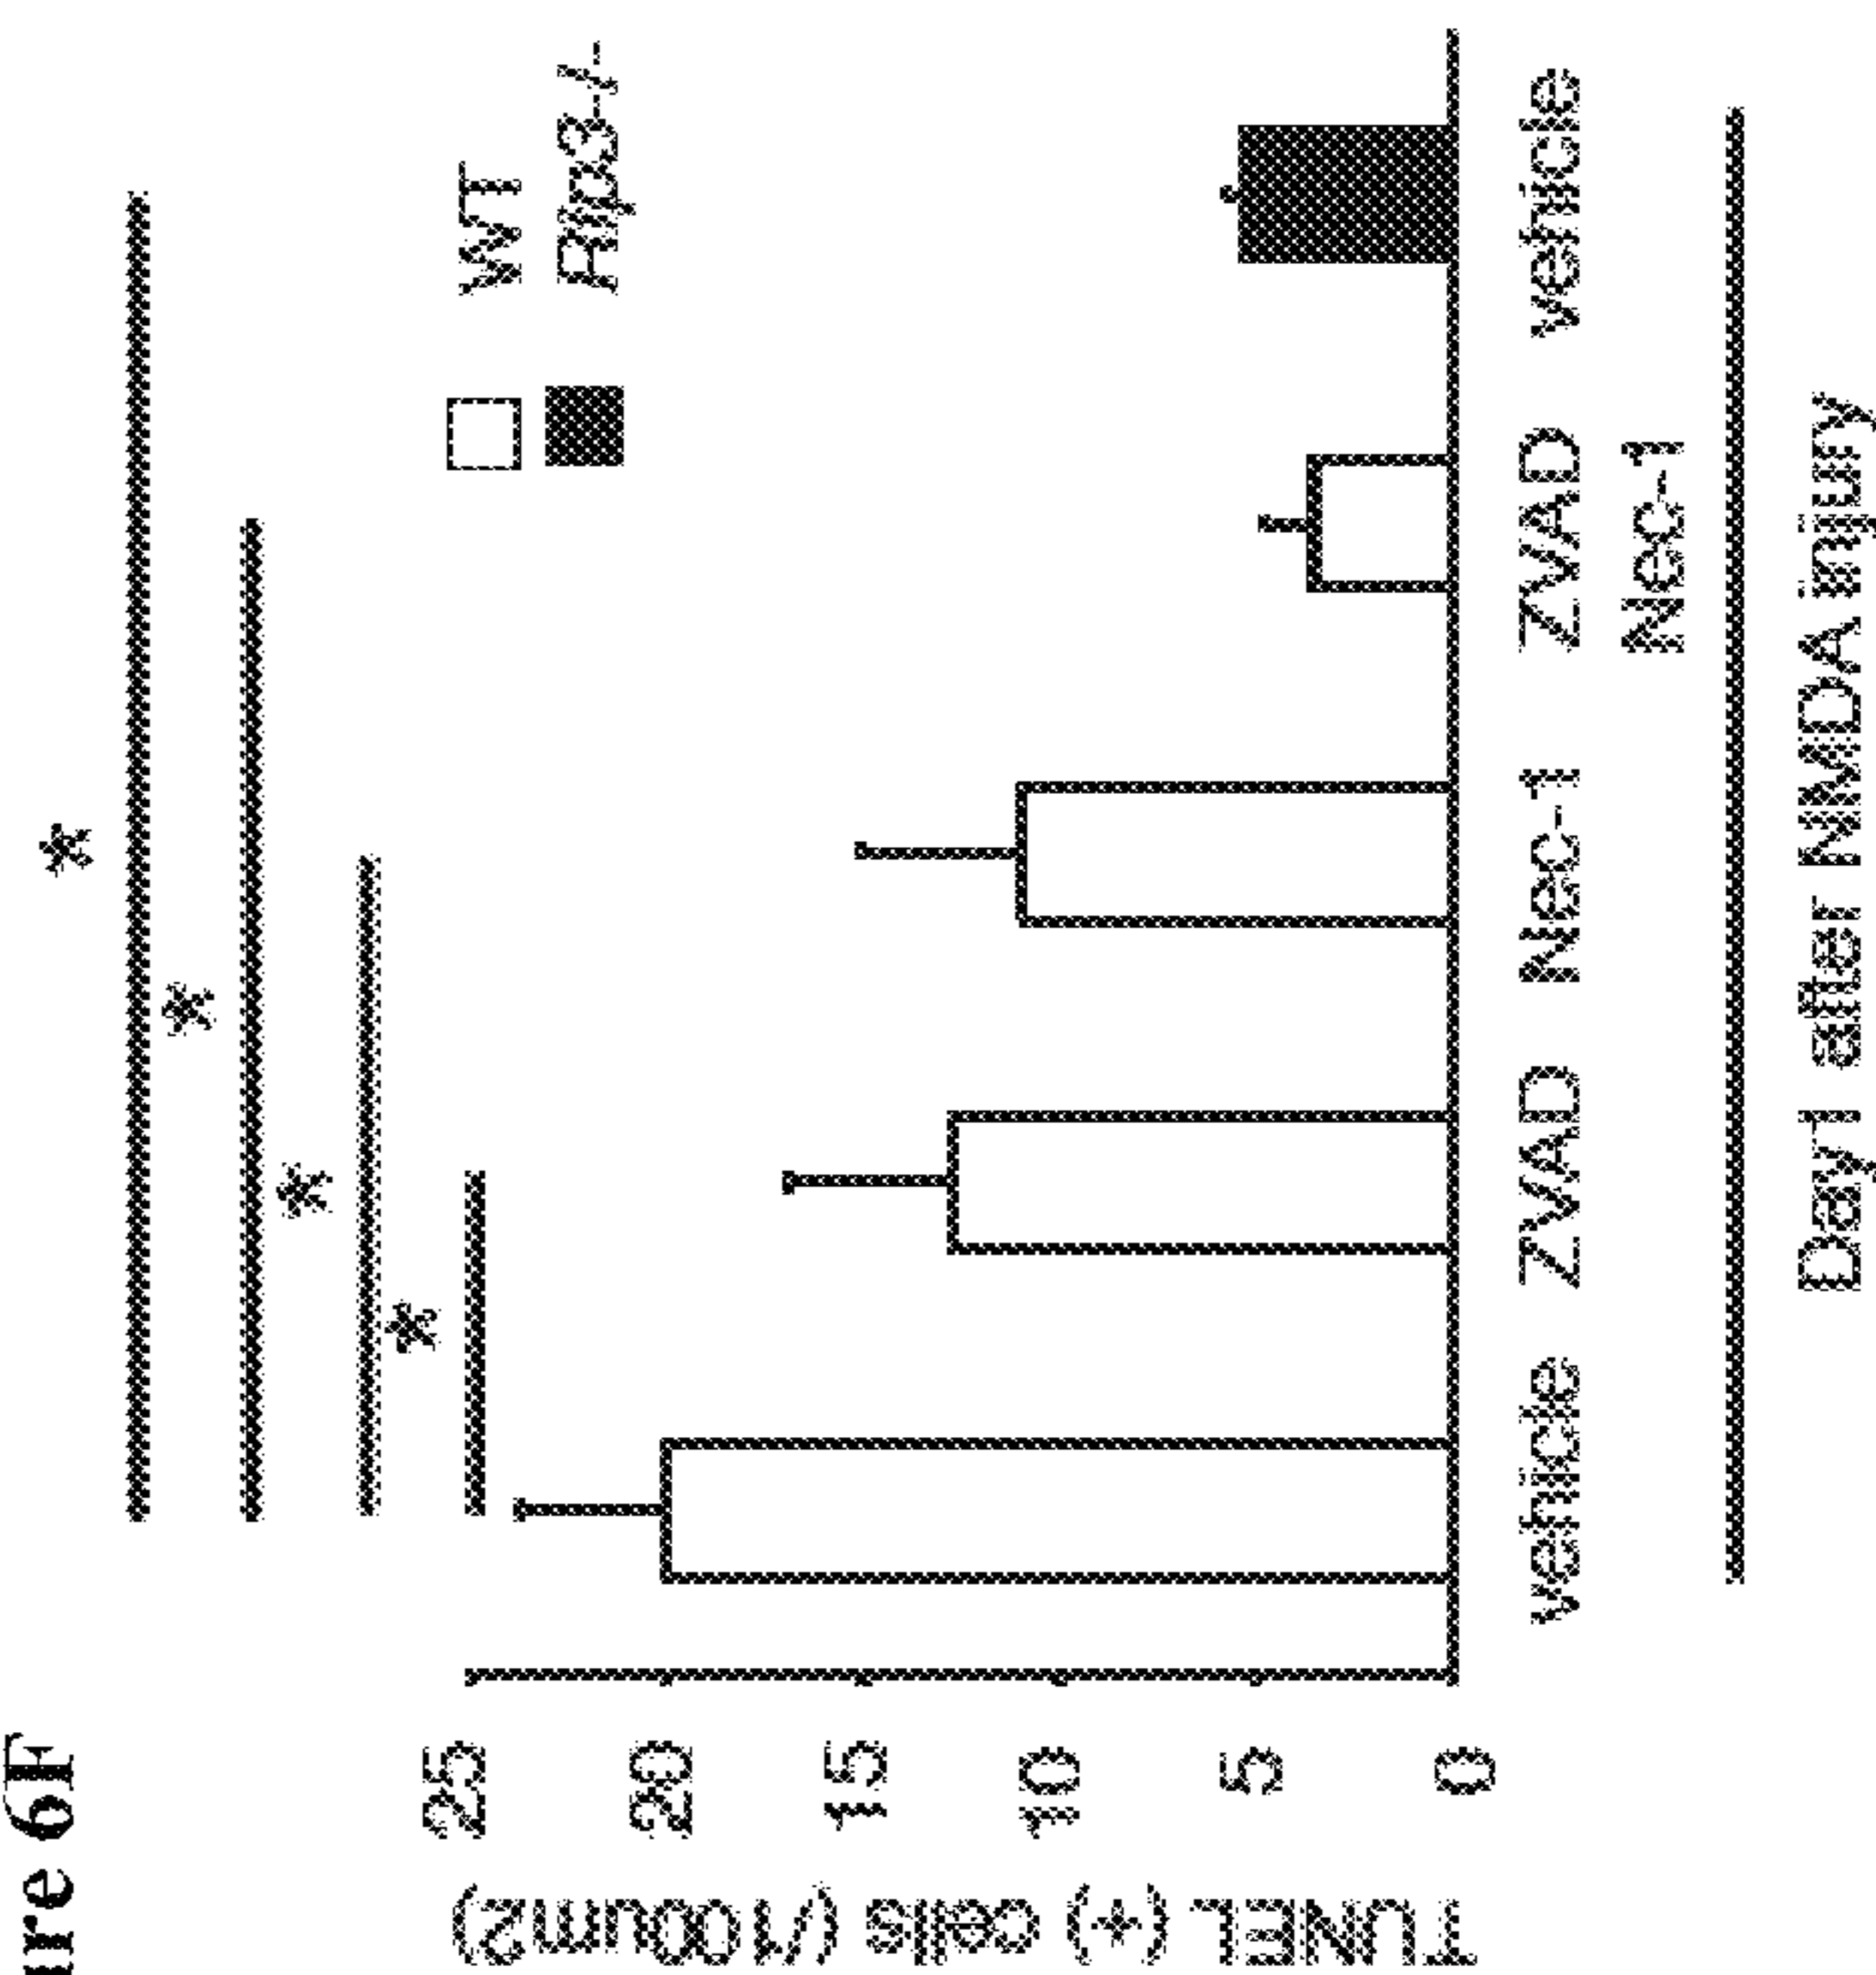 ure 6F
*
*
*
*
WT
Rip3-/-
TUNEL (+) cells (/100um2)
25
20
15
10
5
0
vehicle ZVAD Nec-1 ZVAD vehicle
Nec-1
Day1 after NMDA injury